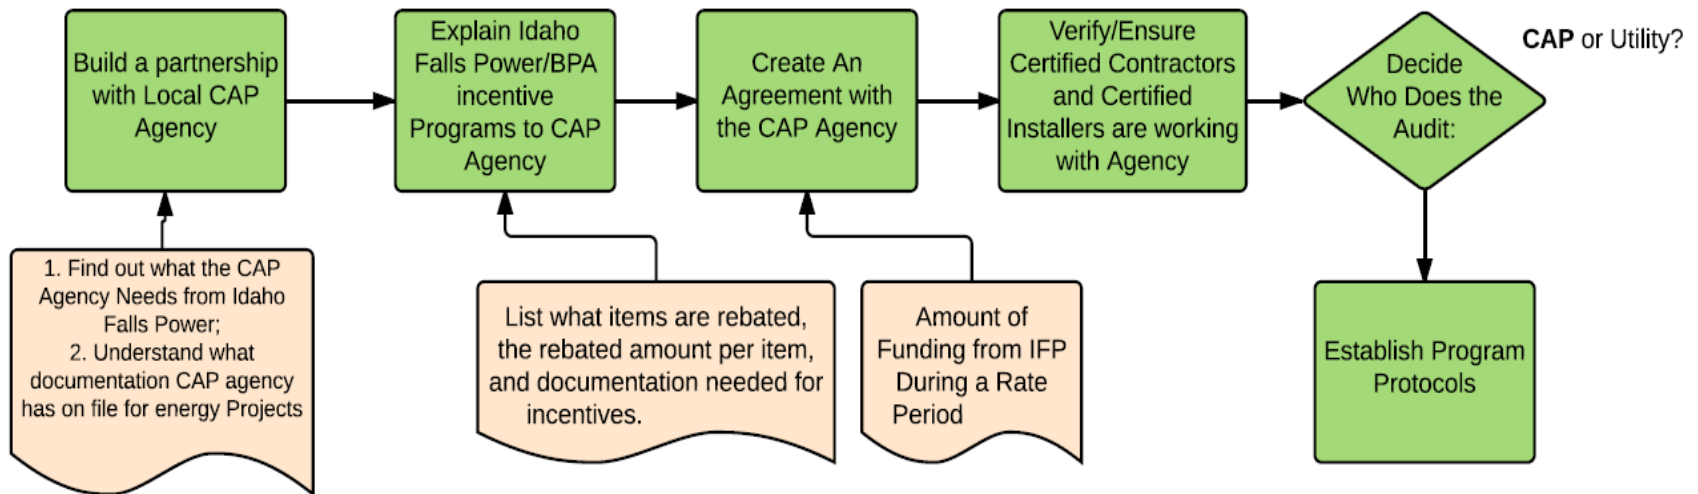 Build a partnership
with Local CAP
Agency
Explain Idaho
Falls Power/BPA
incentive
Programs to CAP
Agency
Create An
Agreement with
the CAP Agency
Verify/Ensure
Certified Contractors
and Certified
Installers are working
with Agency
Decide
Who Does the
Audit:
CAP or Utility?
1. Find out what the CAP
Agency Needs from Idaho
Falls Power;
2. Understand what
documentation CAP agency
has on file for energy Projects
List what items are rebated,
the rebated amount per item,
and documentation needed for
incentives.
Amount of
Funding from IFP
During a Rate
Period
Establish Program
Protocols